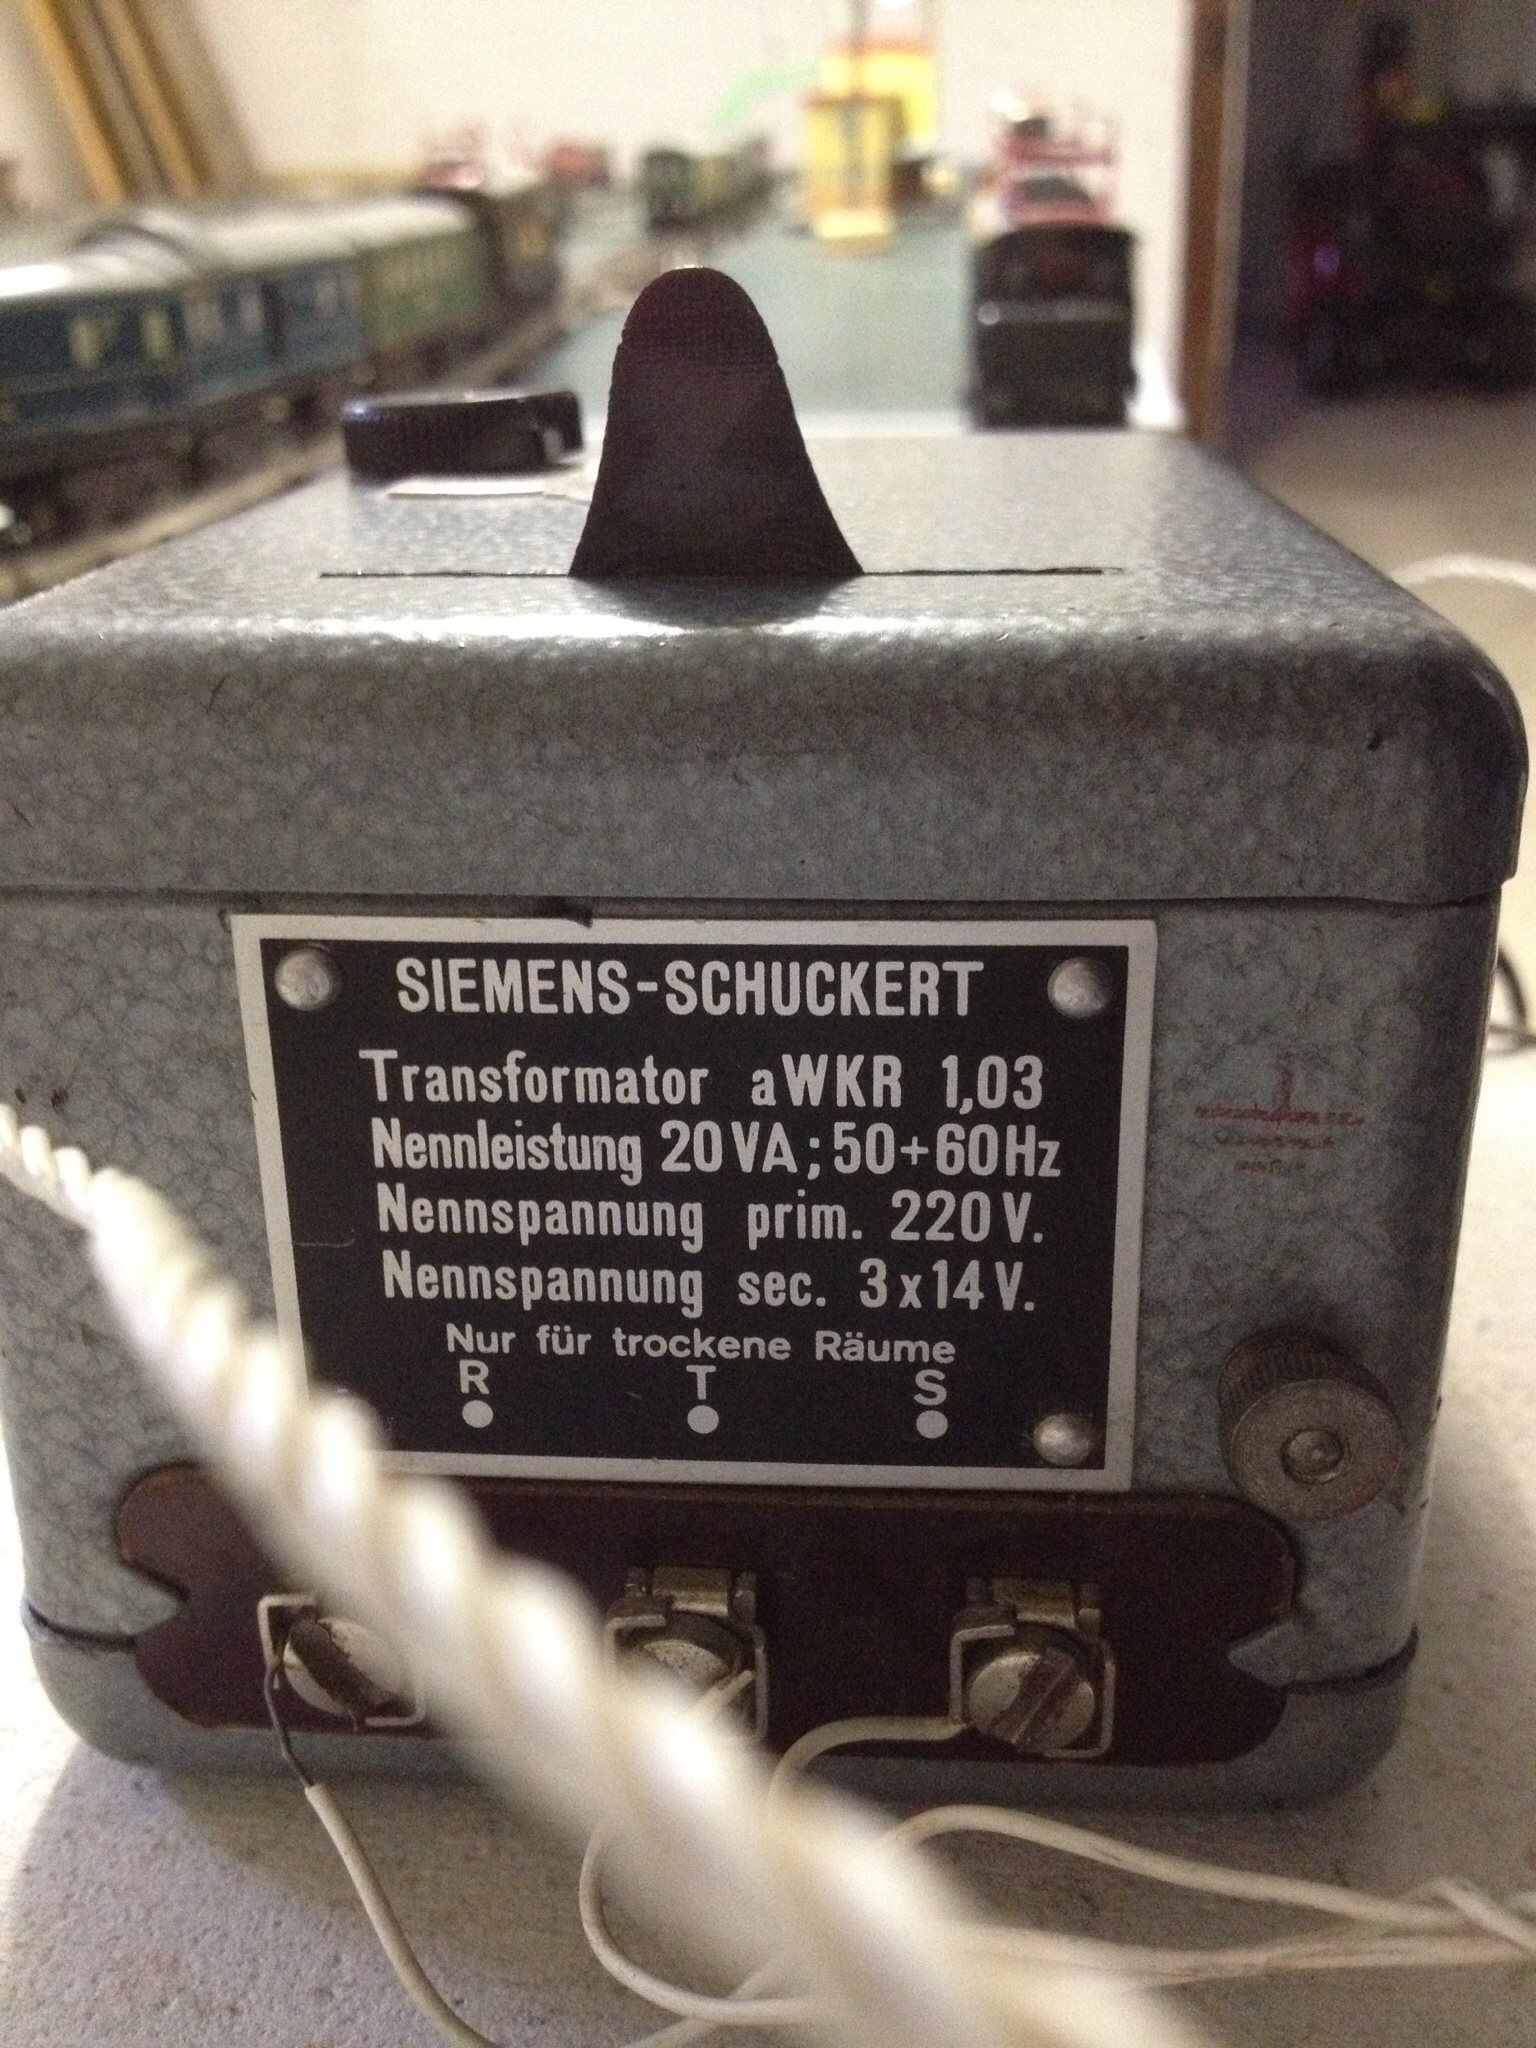 SIEMENS-SCHUCKERT
Transformator aWKR 1,03
Nennleistung 20VA; 50+60Hz
Nennspannung prim. 220V.
Nennspannung sec. 3x14V.
Nur für trockene Räume
R T S